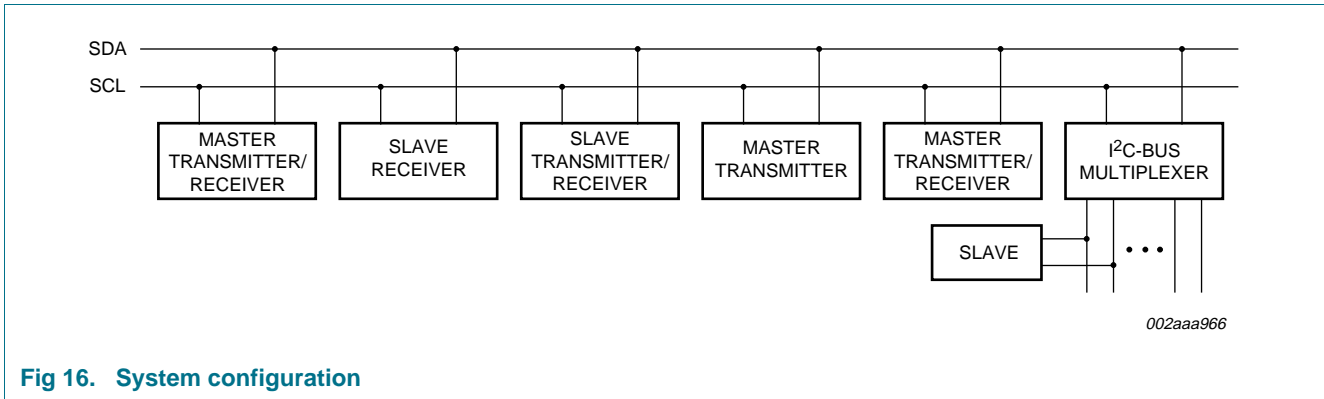 SDA
SCL
MASTER
TRANSMITTER/
RECEIVER
SLAVE
RECEIVER
SLAVE
TRANSMITTER/
RECEIVER
MASTER
TRANSMITTER
MASTER
TRANSMITTER/
RECEIVER
I²C-BUS
MULTIPLEXER
SLAVE
002aaa966
Fig 16. System configuration